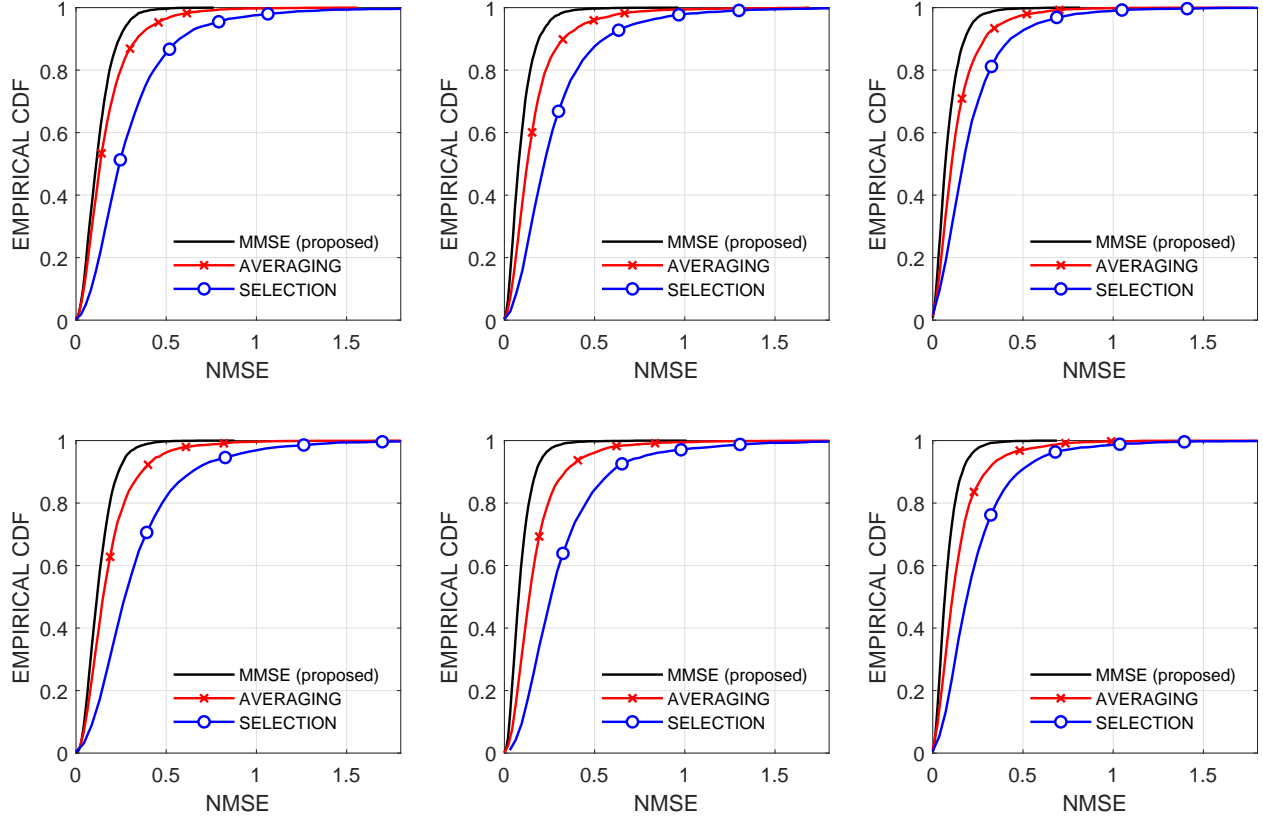 1
0.8
0.6
0.4
0.2
0
EMPIRICAL CDF
MMSE (proposed)
AVERAGING
SELECTION
0 0.5 1 1.5
NMSE
1
0.8
0.6
0.4
0.2
0
EMPIRICAL CDF
MMSE (proposed)
AVERAGING
SELECTION
0 0.5 1 1.5
NMSE
1
0.8
0.6
0.4
0.2
0
EMPIRICAL CDF
MMSE (proposed)
AVERAGING
SELECTION
0 0.5 1 1.5
NMSE
1
0.8
0.6
0.4
0.2
0
EMPIRICAL CDF
MMSE (proposed)
AVERAGING
SELECTION
0 0.5 1 1.5
NMSE
1
0.8
0.6
0.4
0.2
0
EMPIRICAL CDF
MMSE (proposed)
AVERAGING
SELECTION
0 0.5 1 1.5
NMSE
1
0.8
0.6
0.4
0.2
0
EMPIRICAL CDF
MMSE (proposed)
AVERAGING
SELECTION
0 0.5 1 1.5
NMSE